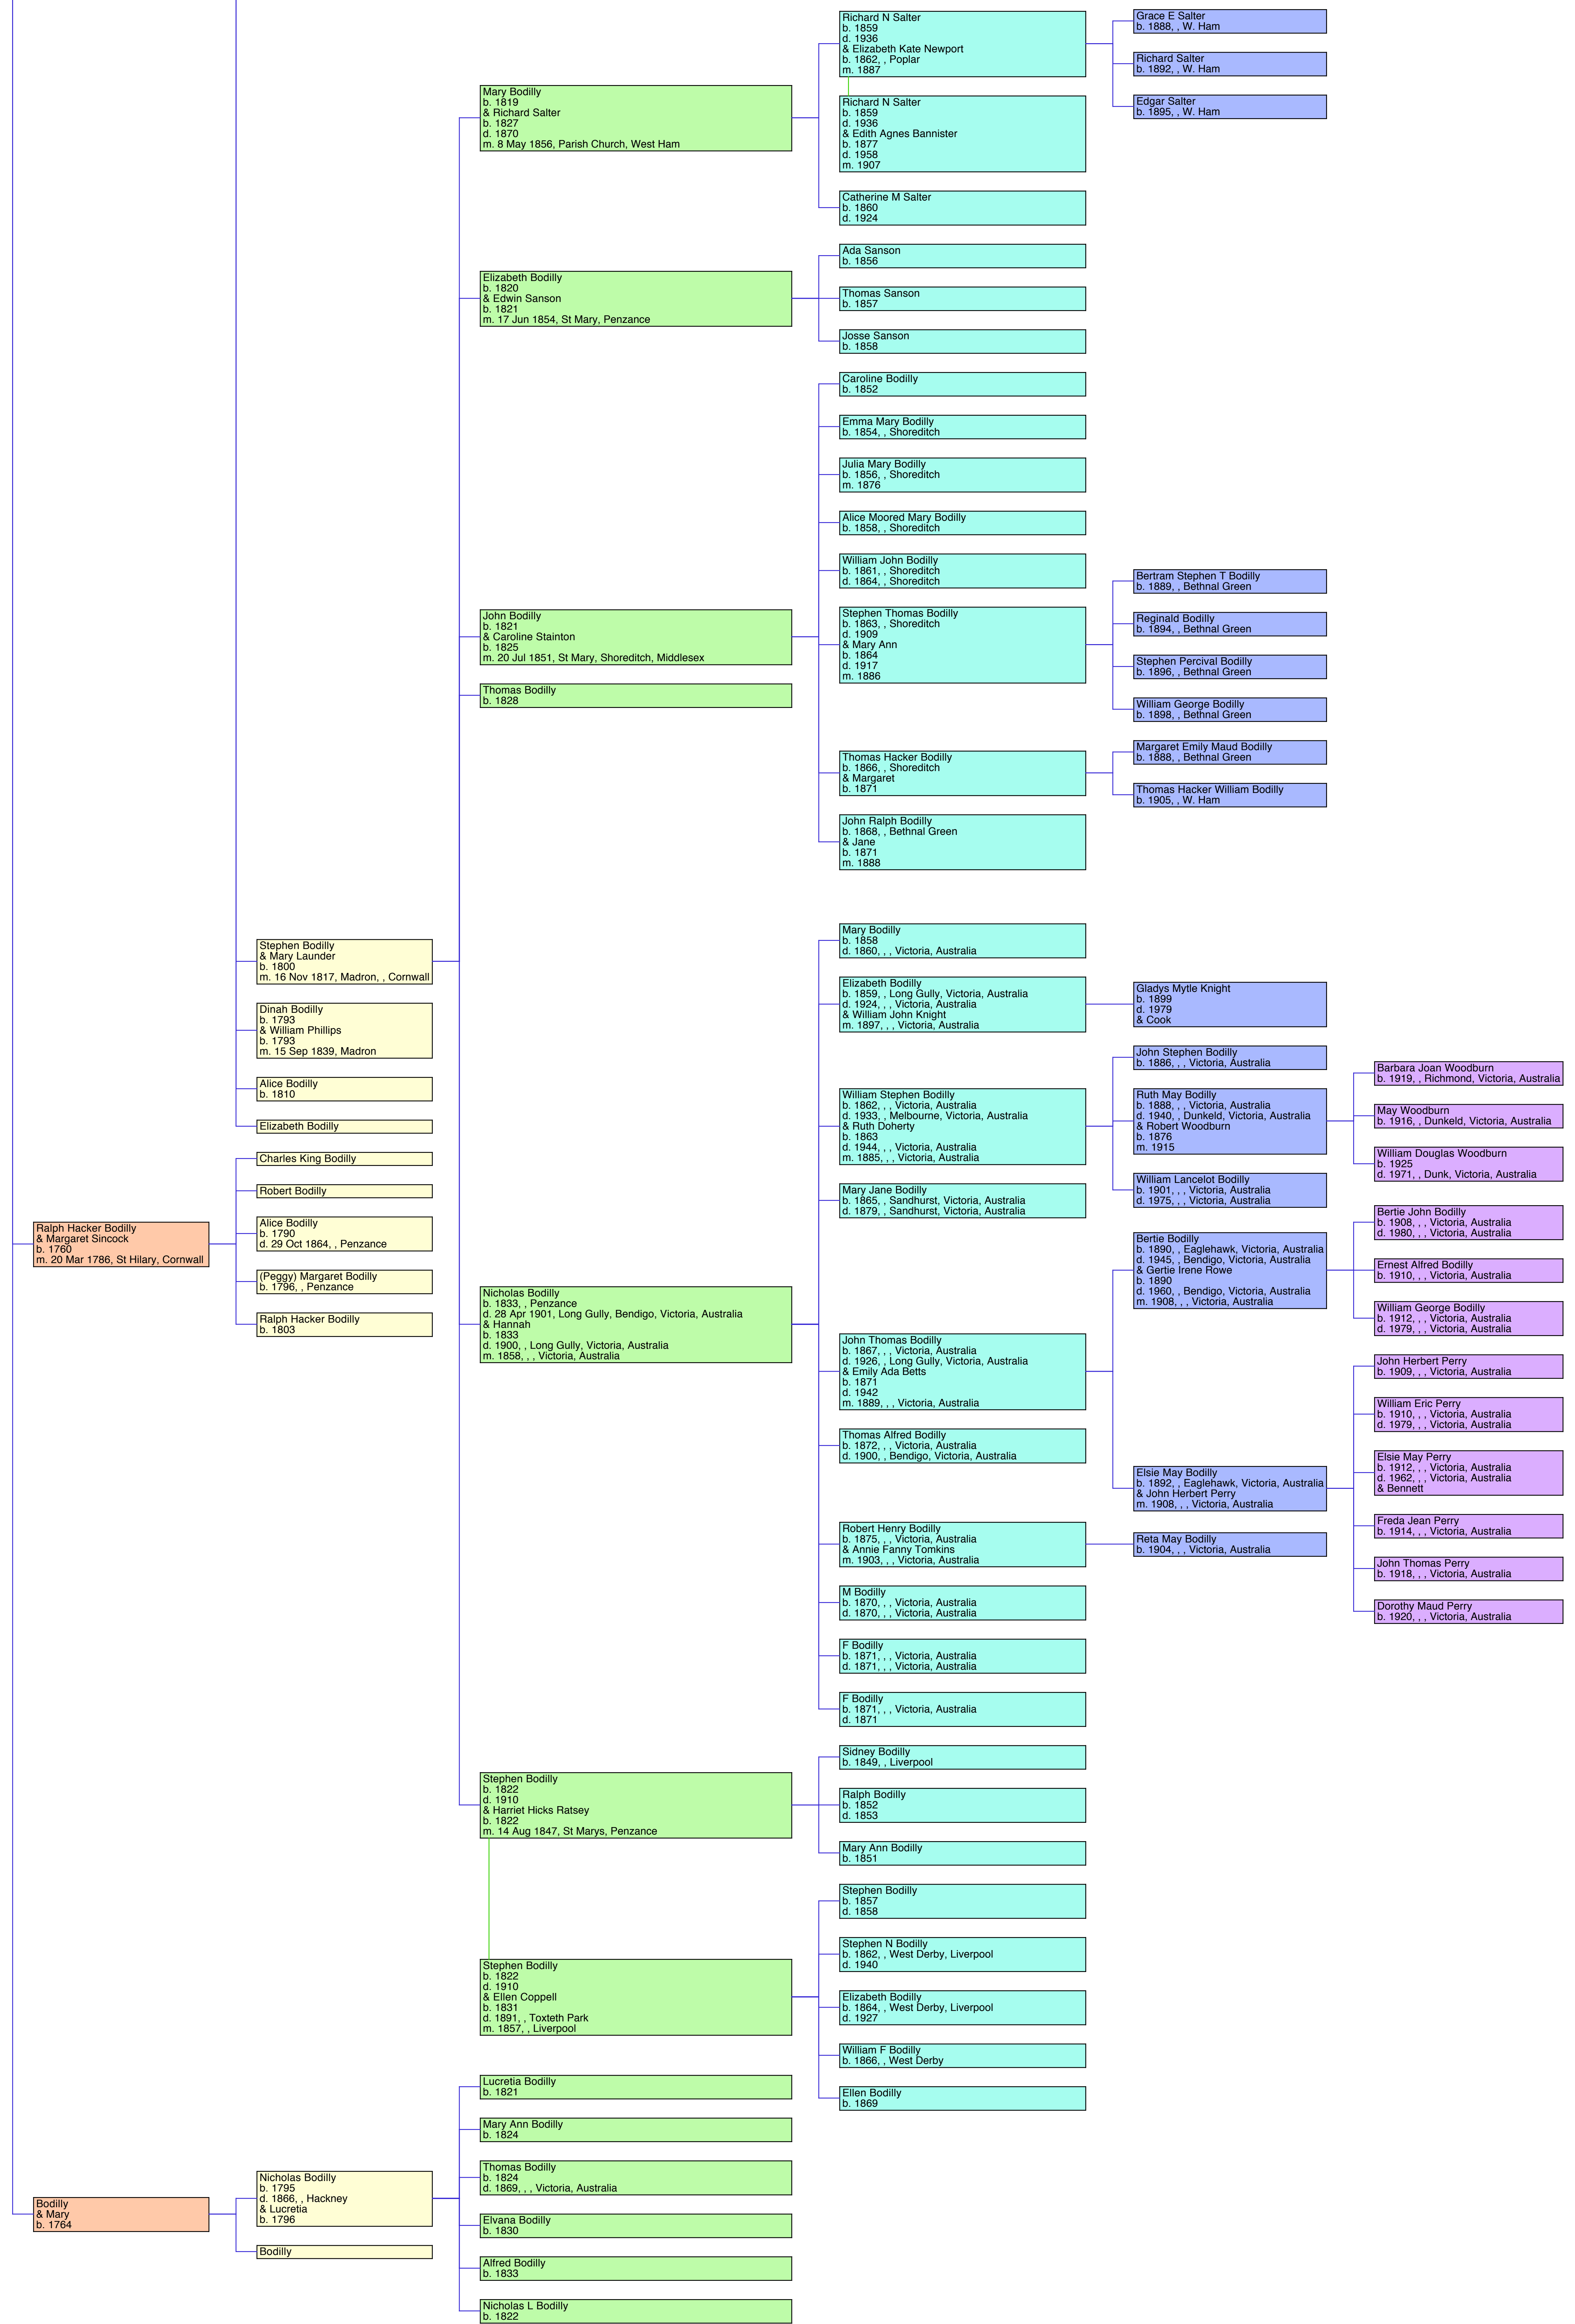 Richard N Salter
b. 1859
d. 1936
& Elizabeth Kate Newport
b. 1862, , Poplar
m. 1887
Grace E Salter
b. 1888, , W. Ham
Richard Salter
b. 1892, , W. Ham
Edgar Salter
b. 1895, , W. Ham
Mary Bodilly
b. 1819
& Richard Salter
b. 1827
d. 1870
m. 8 May 1856, Parish Church, West Ham
Richard N Salter
b. 1859
d. 1936
& Edith Agnes Bannister
b. 1877
d. 1958
m. 1907
Catherine M Salter
b. 1860
d. 1924
Elizabeth Bodilly
b. 1820
& Edwin Sanson
b. 1821
m. 17 Jun 1854, St Mary, Penzance
Ada Sanson
b. 1856
Thomas Sanson
b. 1857
Josse Sanson
b. 1858
Caroline Bodilly
b. 1852
Emma Mary Bodilly
b. 1854, , Shoreditch
Julia Mary Bodilly
b. 1856, , Shoreditch
m. 1876
Alice Moored Mary Bodilly
b. 1858, , Shoreditch
William John Bodilly
b. 1861, , Shoreditch
d. 1864, , Shoreditch
John Bodilly
b. 1821
& Caroline Stainton
b. 1825
m. 20 Jul 1851, St Mary, Shoreditch, Middlesex
Stephen Thomas Bodilly
b. 1863, , Shoreditch
d. 1909
& Mary Ann
b. 1864
d. 1917
m. 1886
Bertram Stephen T Bodilly
b. 1889, , Bethnal Green
Reginald Bodilly
b. 1894, , Bethnal Green
Stephen Percival Bodilly
b. 1896, , Bethnal Green
William George Bodilly
b. 1898, , Bethnal Green
Thomas Bodilly
b. 1828
Thomas Hacker Bodilly
b. 1866, , Shoreditch
& Margaret
b. 1871
Margaret Emily Maud Bodilly
b. 1888, , Bethnal Green
Thomas Hacker William Bodilly
b. 1905, , W. Ham
John Ralph Bodilly
b. 1868, , Bethnal Green
& Jane
b. 1871
m. 1888
Stephen Bodilly
& Mary Launder
b. 1800
m. 16 Nov 1817, Madron, , Cornwall
Dinah Bodilly
b. 1793
& William Phillips
b. 1793
m. 15 Sep 1839, Madron
Alice Bodilly
b. 1810
Elizabeth Bodilly
Charles King Bodilly
Robert Bodilly
Ralph Hacker Bodilly
& Margaret Sincock
b. 1760
m. 20 Mar 1786, St Hilary, Cornwall
Alice Bodilly
b. 1790
d. 29 Oct 1864, , Penzance
(Peggy) Margaret Bodilly
b. 1796, , Penzance
Ralph Hacker Bodilly
b. 1803
Mary Bodilly
b. 1858
d. 1860, , , Victoria, Australia
Elizabeth Bodilly
b. 1859, , Long Gully, Victoria, Australia
d. 1924, , , Victoria, Australia
& William John Knight
m. 1897, , , Victoria, Australia
Gladys Mytle Knight
b. 1899
d. 1979
& Cook
William Stephen Bodilly
b. 1862, , , Victoria, Australia
d. 1933, , Melbourne, Victoria, Australia
& Ruth Doherty
b. 1863
d. 1944, , , Victoria, Australia
m. 1885, , , Victoria, Australia
John Stephen Bodilly
b. 1886, , , Victoria, Australia
Ruth May Bodilly
b. 1888, , , Victoria, Australia
d. 1940, , Dunkeld, Victoria, Australia
& Robert Woodburn
b. 1876
m. 1915
Barbara Joan Woodburn
b. 1919, , Richmond, Victoria, Australia
May Woodburn
b. 1916, , Dunkeld, Victoria, Australia
William Douglas Woodburn
b. 1925
d. 1971, , Dunk, Victoria, Australia
William Lancelot Bodilly
b. 1901, , , Victoria, Australia
d. 1975, , , Victoria, Australia
Mary Jane Bodilly
b. 1865, , Sandhurst, Victoria, Australia
d. 1879, , Sandhurst, Victoria, Australia
Nicholas Bodilly
b. 1833, , Penzance
d. 28 Apr 1901, Long Gully, Bendigo, Victoria, Australia
& Hannah
b. 1833
d. 1900, , Long Gully, Victoria, Australia
m. 1858, , , Victoria, Australia
John Thomas Bodilly
b. 1867, , , Victoria, Australia
d. 1926, , Long Gully, Victoria, Australia
& Emily Ada Betts
b. 1871
d. 1942
m. 1889, , , Victoria, Australia
Bertie Bodilly
b. 1890, , Eaglehawk, Victoria, Australia
d. 1945, , Bendigo, Victoria, Australia
& Gertie Irene Rowe
b. 1890
d. 1960, , Bendigo, Victoria, Australia
m. 1908, , , Victoria, Australia
Bertie John Bodilly
b. 1908, , , Victoria, Australia
d. 1980, , , Victoria, Australia
Ernest Alfred Bodilly
b. 1910, , , Victoria, Australia
William George Bodilly
b. 1912, , , Victoria, Australia
d. 1979, , , Victoria, Australia
Thomas Alfred Bodilly
b. 1872, , , Victoria, Australia
d. 1900, , Bendigo, Victoria, Australia
Elsie May Bodilly
b. 1892, , Eaglehawk, Victoria, Australia
& John Herbert Perry
m. 1908, , , Victoria, Australia
John Herbert Perry
b. 1909, , , Victoria, Australia
William Eric Perry
b. 1910, , , Victoria, Australia
d. 1979, , , Victoria, Australia
Elsie May Perry
b. 1912, , , Victoria, Australia
d. 1962, , , Victoria, Australia
& Bennett
Freda Jean Perry
b. 1914, , , Victoria, Australia
John Thomas Perry
b. 1918, , , Victoria, Australia
Dorothy Maud Perry
b. 1920, , , Victoria, Australia
Robert Henry Bodilly
b. 1875, , , Victoria, Australia
& Annie Fanny Tomkins
m. 1903, , , Victoria, Australia
Reta May Bodilly
b. 1904, , , Victoria, Australia
M Bodilly
b. 1870, , , Victoria, Australia
d. 1870, , , Victoria, Australia
F Bodilly
b. 1871, , , Victoria, Australia
d. 1871, , , Victoria, Australia
F Bodilly
b. 1871, , , Victoria, Australia
d. 1871
Stephen Bodilly
b. 1822
d. 1910
& Harriet Hicks Ratsey
b. 1822
m. 14 Aug 1847, St Marys, Penzance
Sidney Bodilly
b. 1849, , Liverpool
Ralph Bodilly
b. 1852
d. 1853
Mary Ann Bodilly
b. 1851
Stephen Bodilly
b. 1822
d. 1910
& Ellen Coppell
b. 1831
d. 1891, , Toxteth Park
m. 1857, , Liverpool
Stephen Bodilly
b. 1857
d. 1858
Stephen N Bodilly
b. 1862, , West Derby, Liverpool
d. 1940
Elizabeth Bodilly
b. 1864, , West Derby, Liverpool
d. 1927
William F Bodilly
b. 1866, , West Derby
Ellen Bodilly
b. 1869
Bodilly
& Mary
b. 1764
Nicholas Bodilly
b. 1795
d. 1866, , Hackney
& Lucretia
b. 1796
Bodilly
Lucretia Bodilly
b. 1821
Mary Ann Bodilly
b. 1824
Thomas Bodilly
b. 1824
d. 1869, , , Victoria, Australia
Elvana Bodilly
b. 1830
Alfred Bodilly
b. 1833
Nicholas L Bodilly
b. 1822